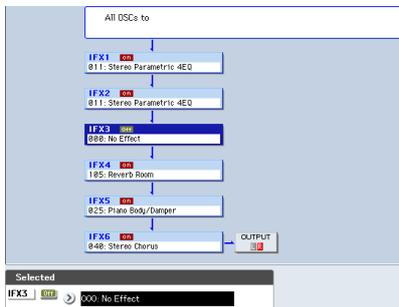 All OSCs to
IFX1 On
011: Stereo Parametric 4EQ
IFX2 On
011: Stereo Parametric 4EQ
IFX3 Off
000: No Effect
IFX4 On
105: Reverb Room
IFX5 On
025: Piano Body/Damper
IFX6 On
040: Stereo Chorus
OUTPUT
L R
Selected
IFX3 Off 000: No Effect